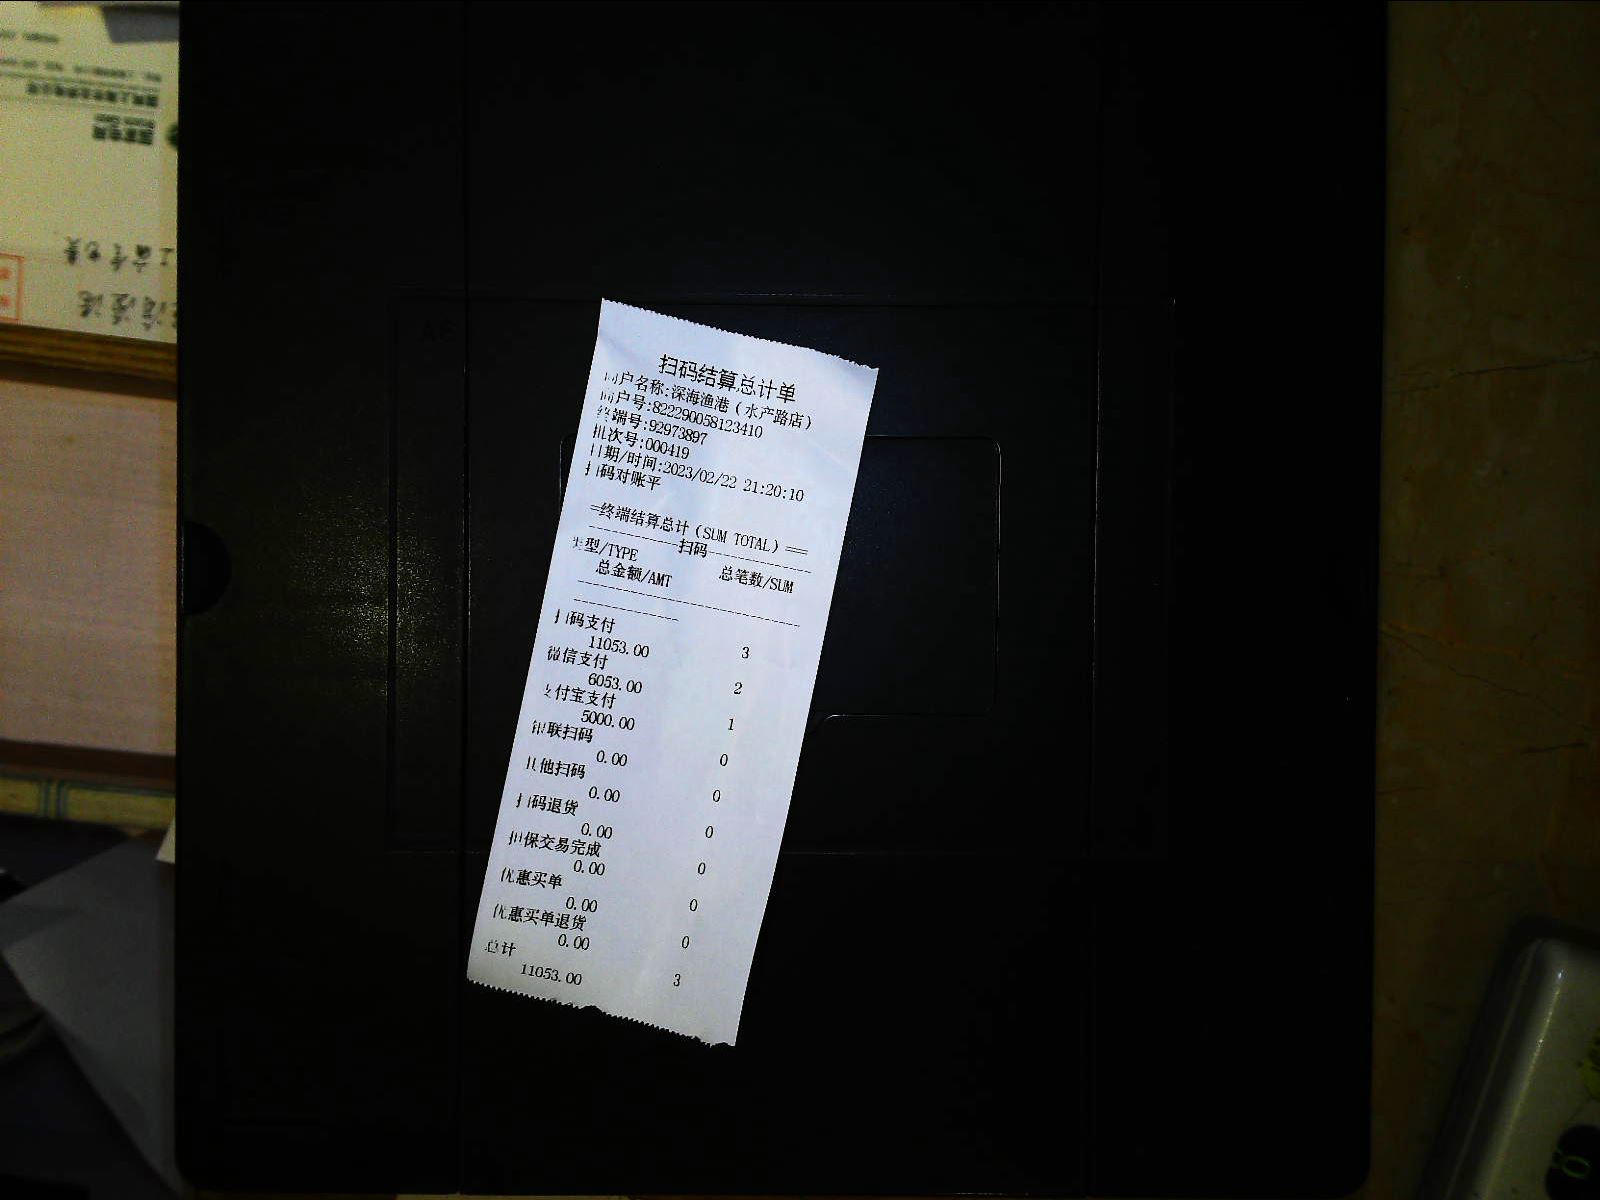 扫码结算总计单
商户名称:深海渔港（水产路店）
商户号:822290058123410
终端号:92973897
批次号:000419
日期/时间:2023/02/22 21:20:10
扫码对账平
=终端结算总计（SUM TOTAL）==
--------------扫码----------------
类型/TYPE 总笔数/SUM
总金额/AMT
扫码支付
11053.00 3
微信支付
6053.00 2
支付宝支付
5000.00 1
银联扫码
0.00 0
其他扫码
0.00 0
扫码退货
0.00 0
担保交易完成
0.00 0
优惠买单
0.00 0
优惠买单退货
0.00 0
总计
11053.00 3